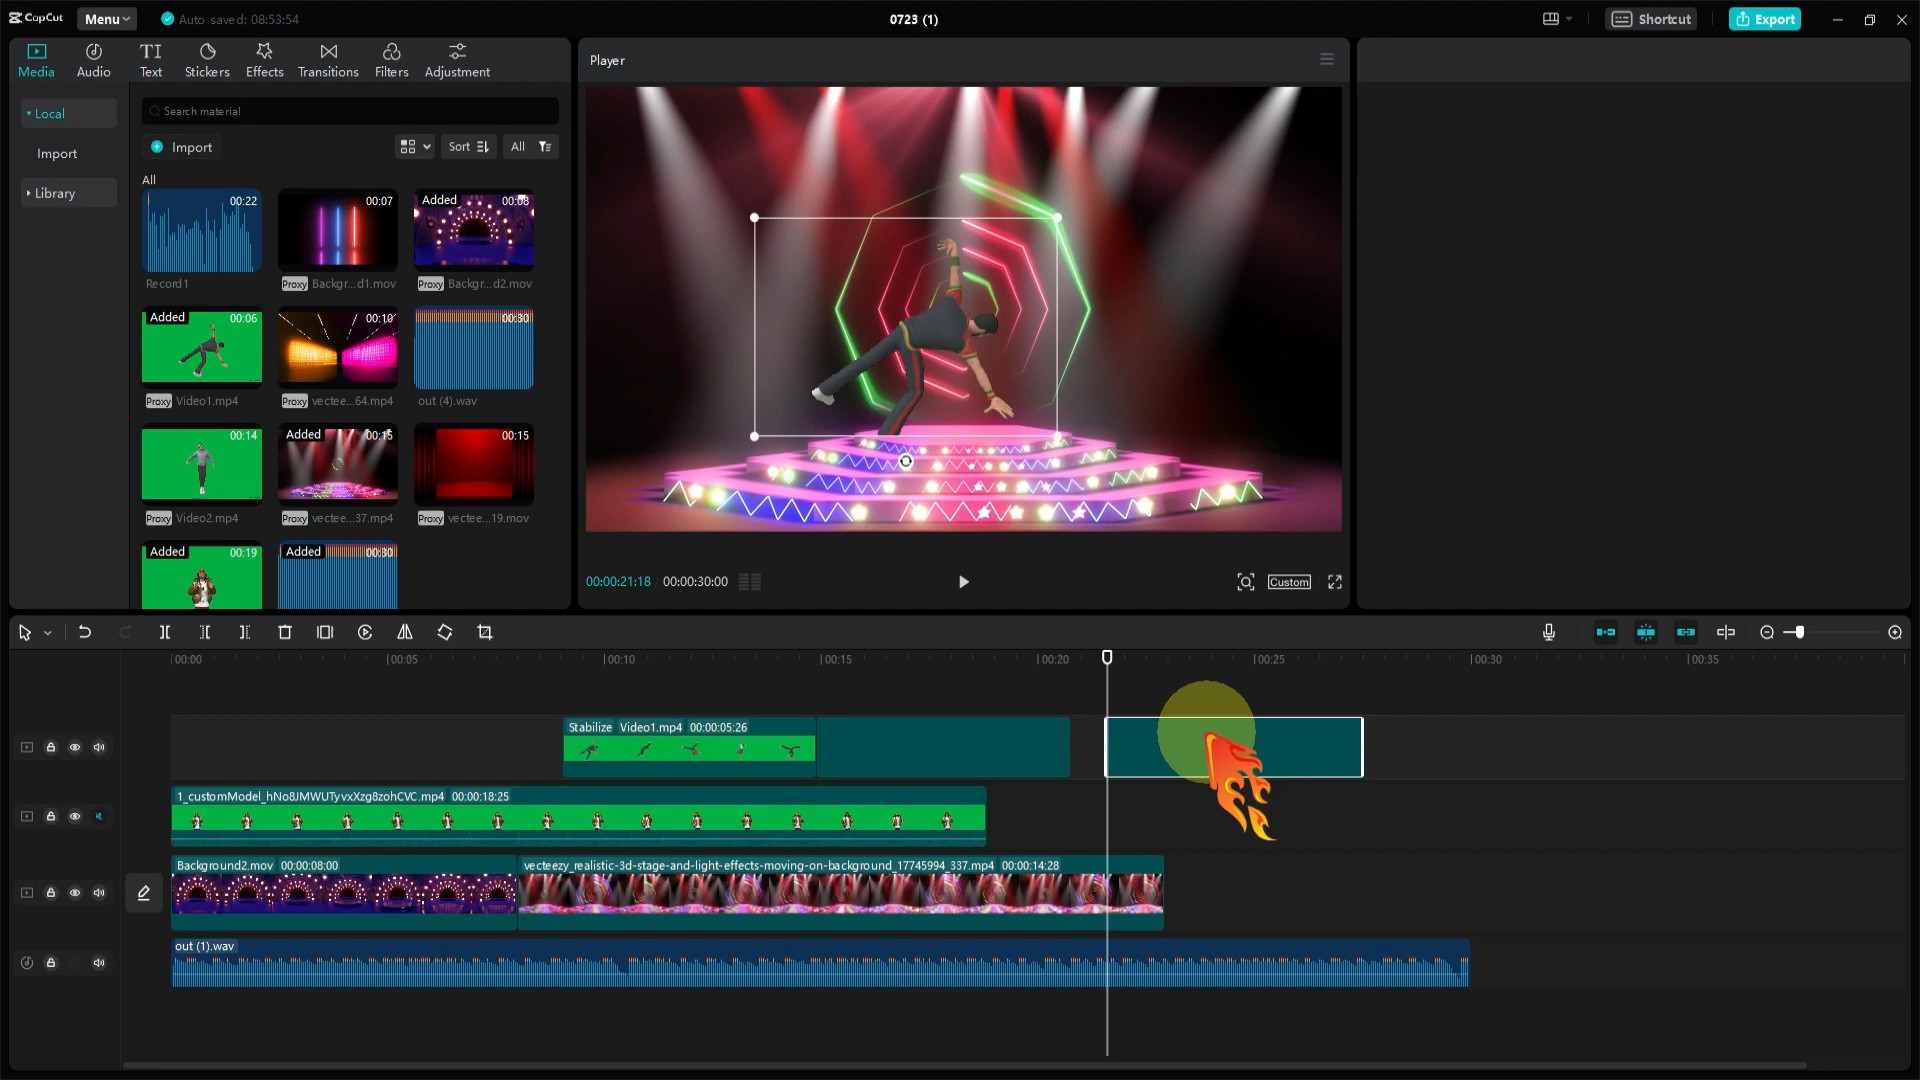 CapCut
Menu
Auto saved: 08:53:54
0723 (1)
Shortcut
Export
Media
Audio
Text
Stickers
Effects
Transitions
Filters
Adjustment
Local
Import
Library
Search material
Import
Sort
All
All
00:22
Record1
00:07
Proxy Backgr...d1.mov
Added 00:08
Proxy Backgr...d2.mov
Added 00:06
Proxy Video1.mp4
00:10
Proxy vectee...64.mp4
00:30
out (4).wav
00:14
Proxy Video2.mp4
Added 00:15
Proxy vectee...37.mp4
00:15
Proxy vectee...19.mov
Added 00:19
Added 00:30
Player
00:00:21:18 00:00:30:00
Custom
00:00 00:05 00:10 00:15 00:20 00:25 00:30 00:35
Stabilize Video1.mp4 00:00:05:26
1_customModel_hNo8JMWUTyvxXzg8zohCVC.mp4 00:00:18:25
Background2.mov 00:00:08:00
vecteezy_realistic-3d-stage-and-light-effects-moving-on-background_17745994_337.mp4 00:00:14:28
out (1).wav